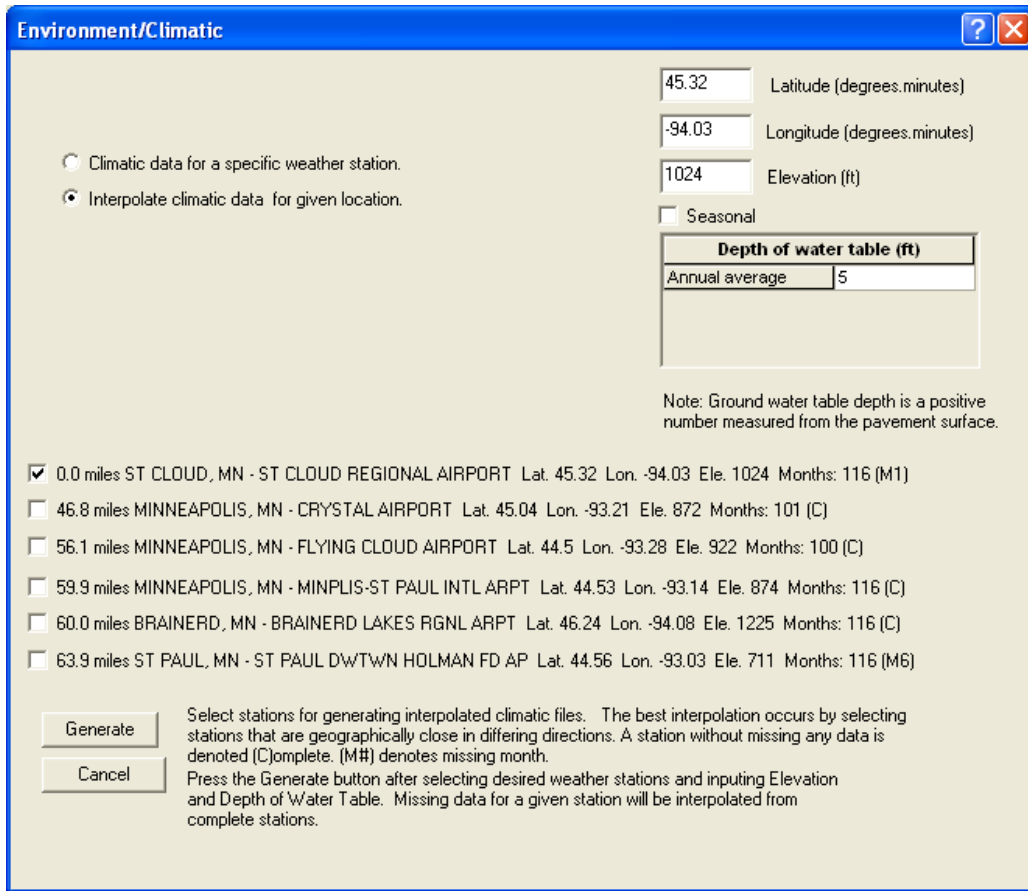 Environment/Climatic
45.32 Latitude (degrees.minutes)
-94.03 Longitude (degrees.minutes)
Climatic data for a specific weather station.
1024 Elevation (ft)
Interpolate climatic data for given location.
Seasonal
Depth of water table (ft)
Annual average 5
Note: Ground water table depth is a positive
number measured from the pavement surface.
0.0 miles ST CLOUD, MN - ST CLOUD REGIONAL AIRPORT Lat. 45.32 Lon. -94.03 Ele. 1024 Months: 116 (M1)
46.8 miles MINNEAPOLIS, MN - CRYSTAL AIRPORT Lat. 45.04 Lon. -93.21 Ele. 872 Months: 101 (C)
56.1 miles MINNEAPOLIS, MN - FLYING CLOUD AIRPORT Lat. 44.5 Lon. -93.28 Ele. 922 Months: 100 (C)
59.9 miles MINNEAPOLIS, MN - MINPLIS-ST PAUL INTL ARPT Lat. 44.53 Lon. -93.14 Ele. 874 Months: 116 (C)
60.0 miles BRAINERD, MN - BRAINERD LAKES RGNL ARPT Lat. 46.24 Lon. -94.08 Ele. 1225 Months: 116 (C)
63.9 miles ST PAUL, MN - ST PAUL DWTWN HOLMAN FD AP Lat. 44.56 Lon. -93.03 Ele. 711 Months: 116 (M6)
Generate
Cancel
Select stations for generating interpolated climatic files. The best interpolation occurs by selecting
stations that are geographically close in differing directions. A station without missing any data is
denoted (C)omplete. (M#) denotes missing month.
Press the Generate button after selecting desired weather stations and inputing Elevation
and Depth of Water Table. Missing data for a given station will be interpolated from
complete stations.